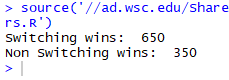 > source('//ad.wsc.edu/Share
rs.R')
Switching wins:  650
Non Switching wins:  350
>